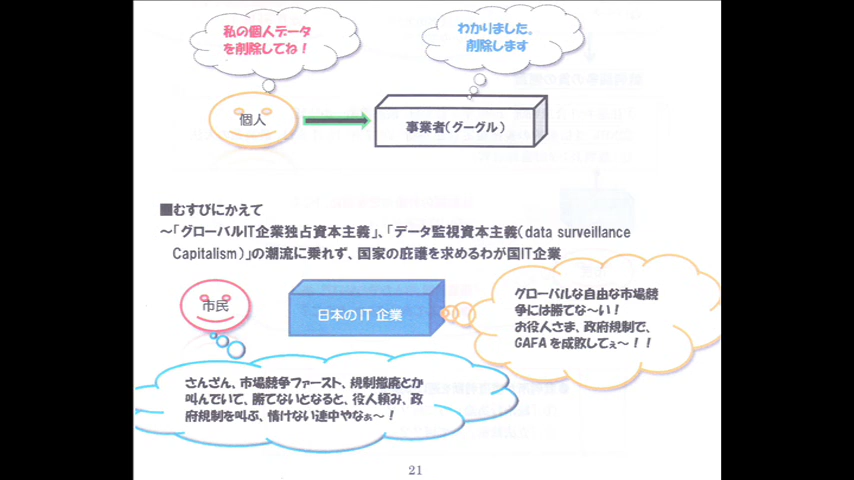 私の個人データ
を削除してね！
わかりました。
削除します
個人
事業者（グーグル）
■むすびにかえて
～「グローバルIT企業独占資本主義」、「データ監視資本主義（data surveillance
Capitalism）」の潮流に乗れず、国家の庇護を求めるわが国IT企業
市民
日本のIT企業
グローバルな自由な市場競
争には勝てな～い！
お役人さま、政府規制で、
GAFAを成敗してぇ～！！
さんざん、市場競争ファースト、規制撤廃とか
叫んでいて、勝てないとなると、役人頼み、政
府規制を叫ぶ、情けない連中やなぁ～！
21